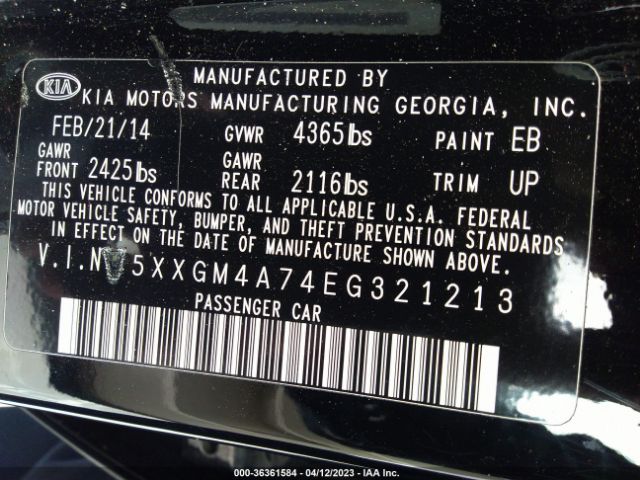 MANUFACTURED BY
KIA KIA MOTORS MANUFACTURING GEORGIA, INC.
FEB/21/14 GVWR 4365lbs PAINT EB
GAWR FRONT 2425lbs GAWR REAR 2116lbs TRIM UP
THIS VEHICLE CONFORMS TO ALL APPLICABLE U.S.A. FEDERAL
MOTOR VEHICLE SAFETY, BUMPER, AND THEFT PREVENTION STANDARDS
IN EFFECT ON THE DATE OF MANUFACTURE SHOWN ABOVE.
V.I.N 5XXGM4A74EG321213
PASSENGER CAR
000-36361584 - 04/12/2023 - IAA Inc.